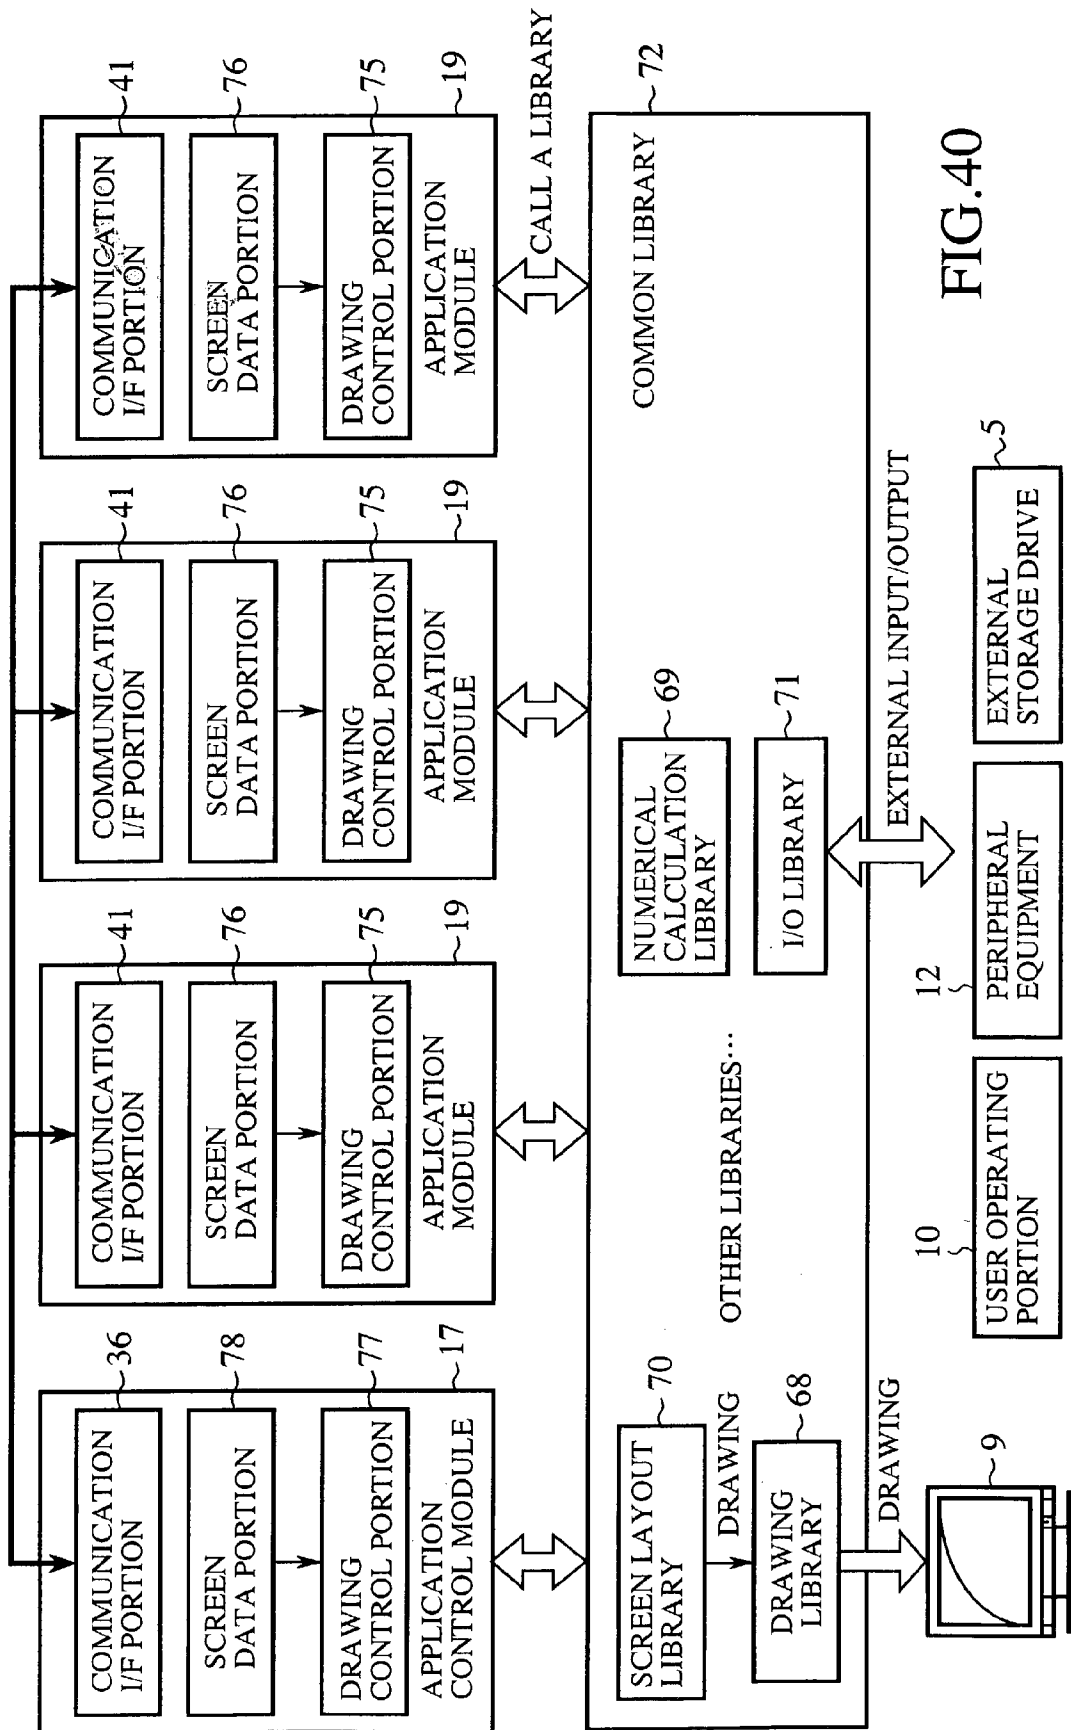 COMMUNICATION
I/F PORTION
36
SCREEN
DATA PORTION
78
DRAWING
CONTROL PORTION
77
APPLICATION
CONTROL MODULE
17
COMMUNICATION
I/F PORTION
41
SCREEN
DATA PORTION
76
DRAWING
CONTROL PORTION
75
APPLICATION
MODULE
19
COMMUNICATION
I/F PORTION
41
SCREEN
DATA PORTION
76
DRAWING
CONTROL PORTION
75
APPLICATION
MODULE
19
COMMUNICATION
I/F PORTION
41
SCREEN
DATA PORTION
76
DRAWING
CONTROL PORTION
75
APPLICATION
MODULE
19
CALL A LIBRARY
COMMON LIBRARY
72
SCREEN LAYOUT
LIBRARY
70
DRAWING
DRAWING
LIBRARY
68
OTHER LIBRARIES...
NUMERICAL
CALCULATION
LIBRARY
69
I/O LIBRARY
71
DRAWING
EXTERNAL INPUT/OUTPUT
9
10
USER OPERATING
PORTION
12
PERIPHERAL
EQUIPMENT
5
EXTERNAL
STORAGE DRIVE
FIG.40